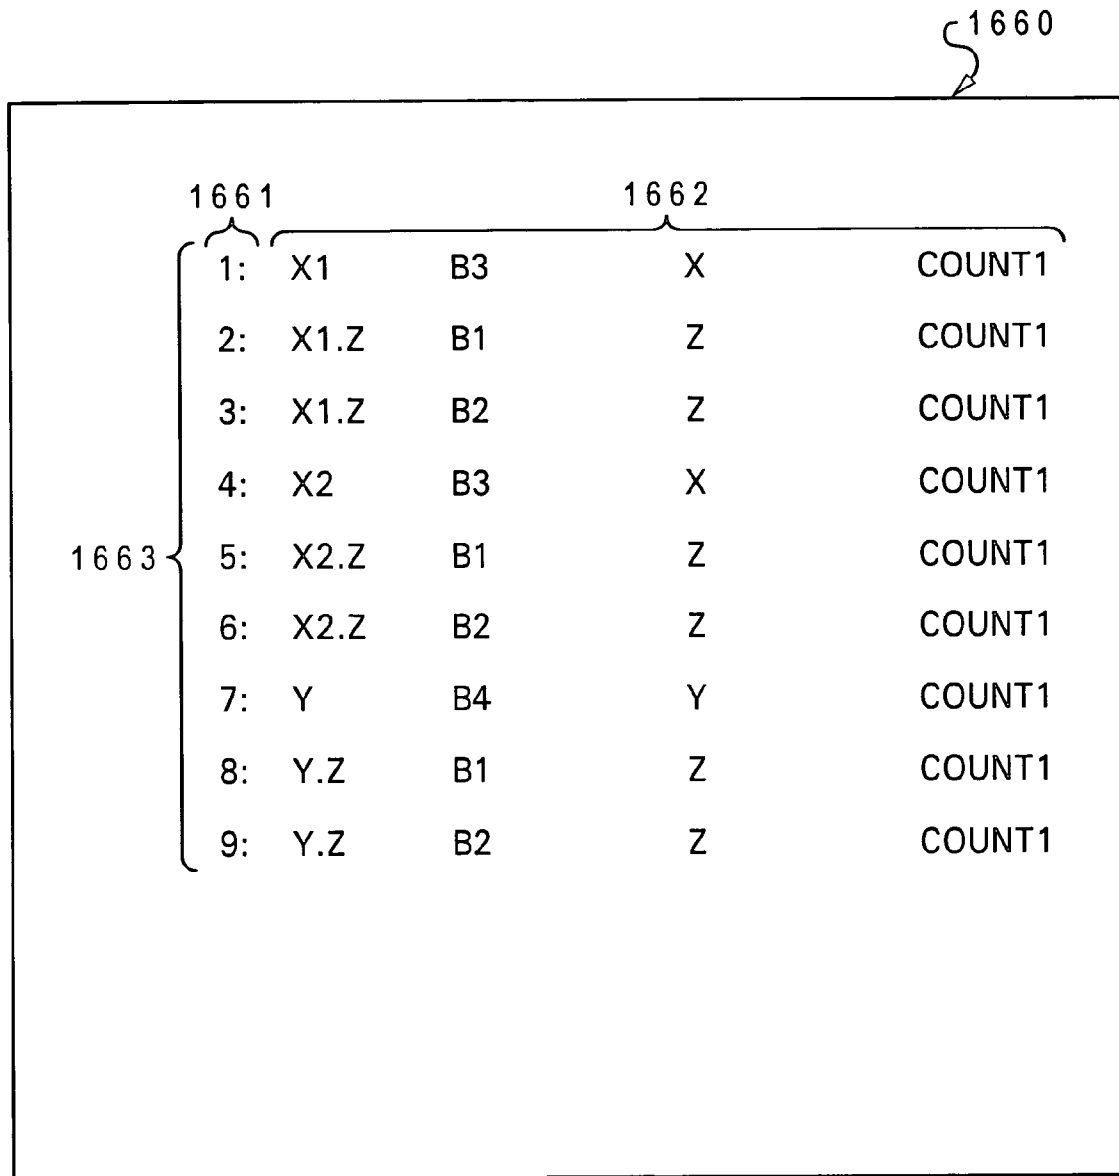 1660
1661 1662
1: X1 B3 X COUNT1
2: X1.Z B1 Z COUNT1
3: X1.Z B2 Z COUNT1
4: X2 B3 X COUNT1
1663 5: X2.Z B1 Z COUNT1
6: X2.Z B2 Z COUNT1
7: Y B4 Y COUNT1
8: Y.Z B1 Z COUNT1
9: Y.Z B2 Z COUNT1